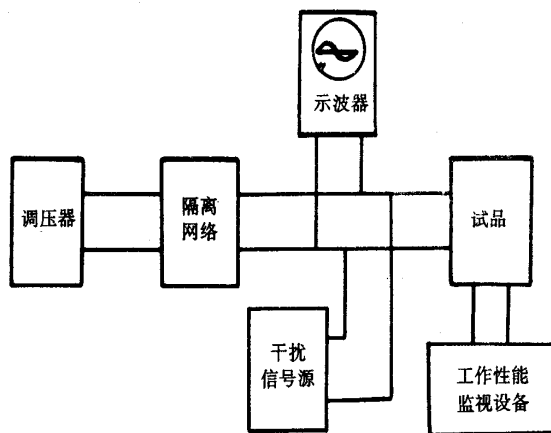 示波器
调压器
隔离
网络
试品
干扰
信号源
工作性能
监视设备